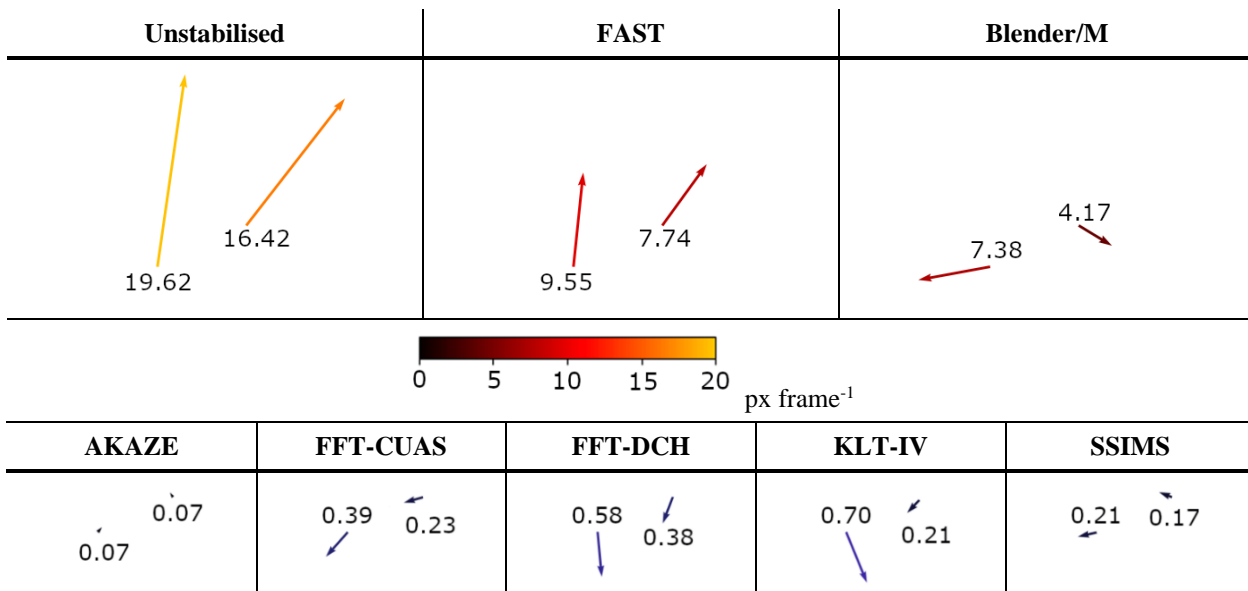 Unstabilised FAST Blender/M
4.17
16.42 7.74 7.38
19.62 9.55
0 5 10 15 20
px frame⁻¹
AKAZE FFT-CUAS FFT-DCH KLT-IV SSIMS
0.07 0.39 0.23 0.58 0.38 0.70 0.21 0.21 0.17
0.07